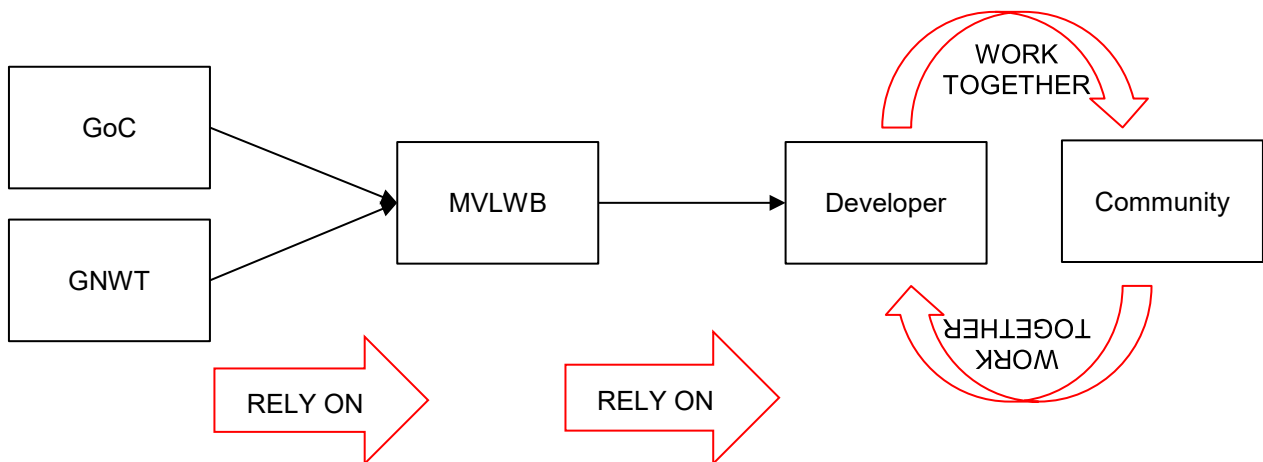 WORK
TOGETHER
GoC
MVLWB
Developer
Community
GNWT
WORK
TOGETHER
RELY ON
RELY ON